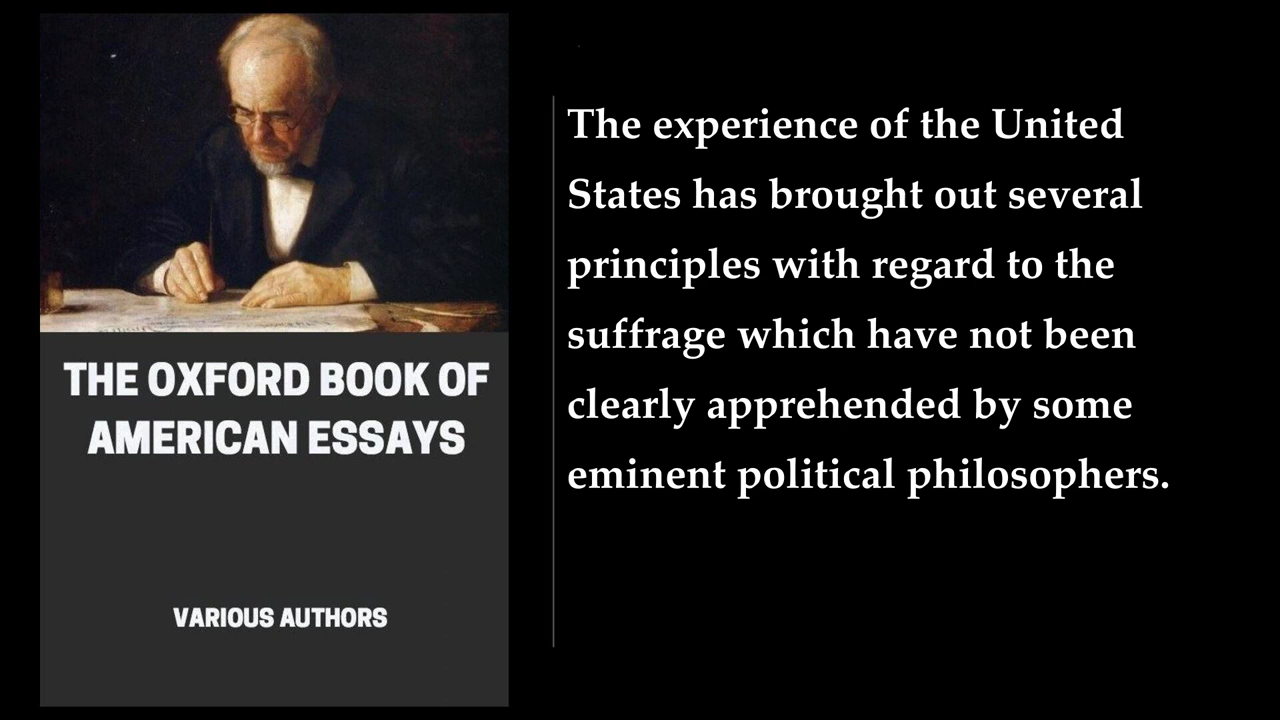 THE OXFORD BOOK OF
AMERICAN ESSAYS
VARIOUS AUTHORS
The experience of the United
States has brought out several
principles with regard to the
suffrage which have not been
clearly apprehended by some
eminent political philosophers.